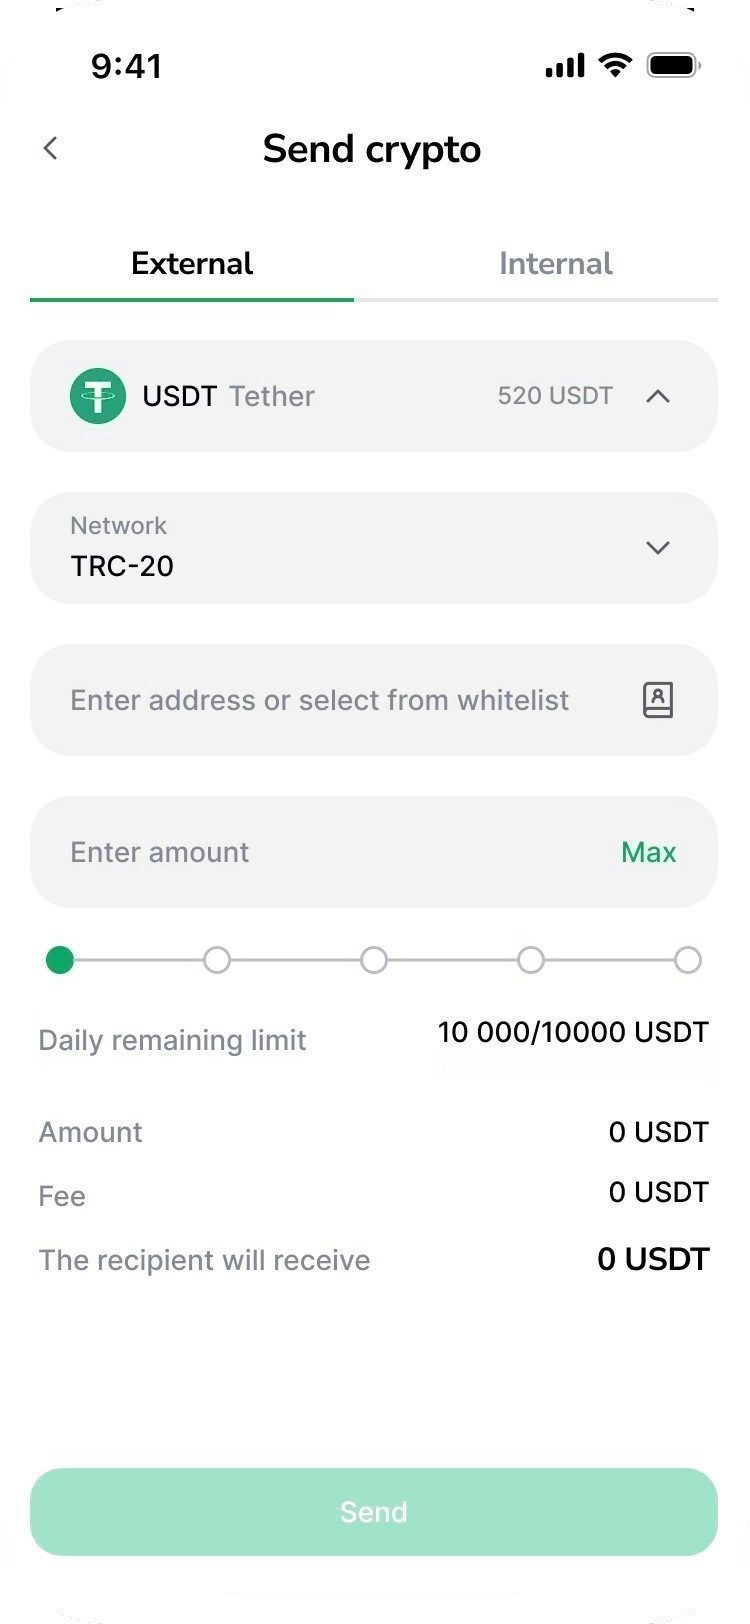 9:41
Send crypto
External Internal
USDT Tether 520 USDT
Network
TRC-20
Enter address or select from whitelist
Enter amount Max
Daily remaining limit 10 000/10000 USDT
Amount 0 USDT
Fee 0 USDT
The recipient will receive 0 USDT
Send